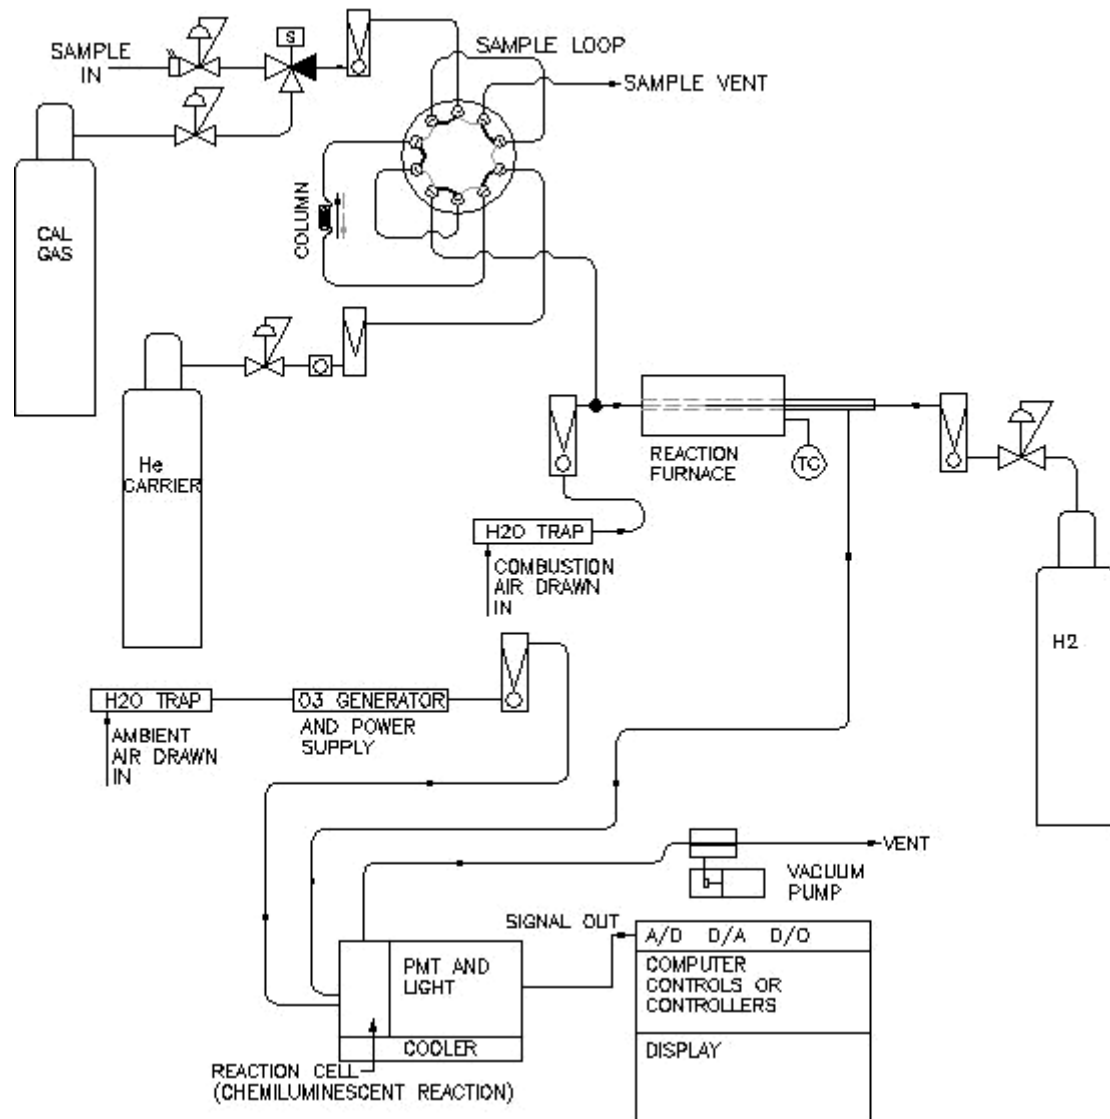 SAMPLE LOOP
SAMPLE
IN
S
SAMPLE VENT
CAL
GAS
COLUMN
He
CARRIER
REACTION
FURNACE
TC
H2O TRAP
COMBUSTION
AIR DRAWN
IN
H2
H2O TRAP
O3 GENERATOR
AND POWER
SUPPLY
AMBIENT
AIR DRAWN
IN
VENT
VACUUM
PUMP
SIGNAL OUT
A/D D/A D/O
PMT AND
LIGHT
COMPUTER
CONTROLS OR
CONTROLLERS
COOLER
DISPLAY
REACTION CELL
(CHEMILUMINESCENT REACTION)